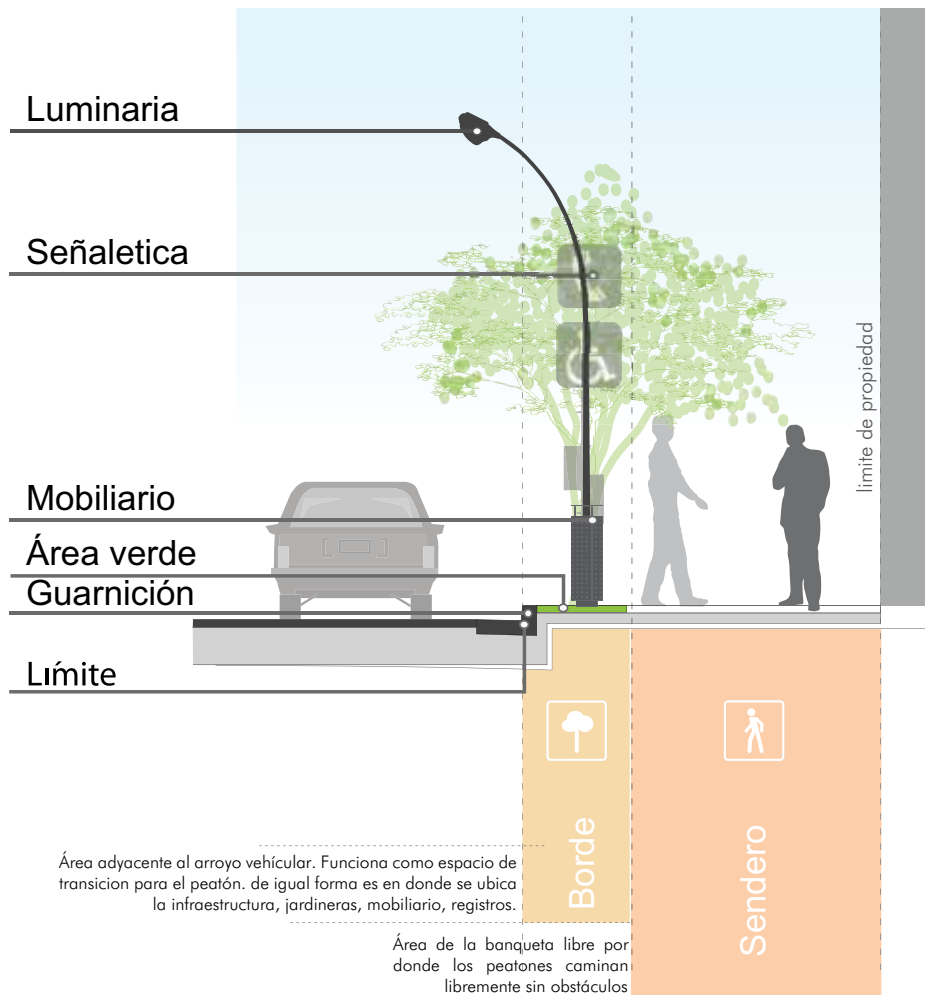 Luminaria
Señaletica
limite de propiedad
Mobiliario
Área verde
Guarnición
Límite
Borde
Sendero
Área adyacente al arroyo vehícular. Funciona como espacio de
transicion para el peatón. de igual forma es en donde se ubica
la infraestructura, jardineras, mobiliario, registros.
Área de la banqueta libre por
donde los peatones caminan
libremente sin obstáculos